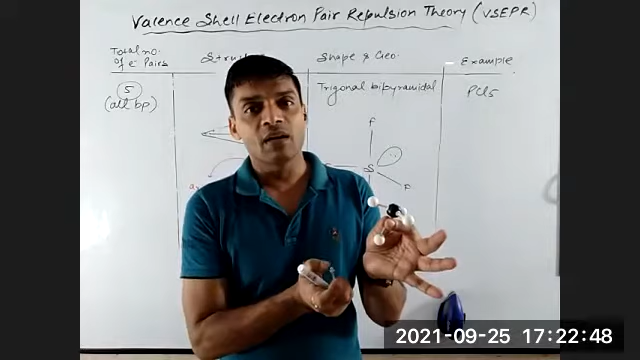 Valence Shell Electron Pair Repulsion Theory (VSEPR)
Total no. of e⁻ Pairs
Shape & Geo.
Example
5
(all bp)
Trigonal bipyramidal
PCl5
F
S
F
2021-09-25 17:22:48